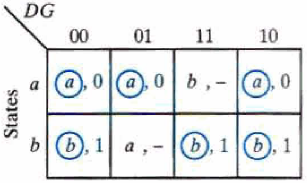 DG
00 01 11 10
States
a a, 0 a, 0 b, – a, 0
b b, 1 a, – b, 1 b, 1